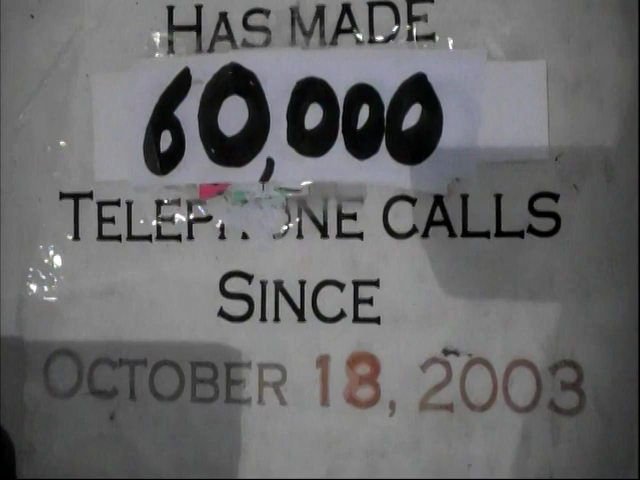 HAS MADE
60,000
TELEPHONE CALLS
SINCE
OCTOBER 18, 2003